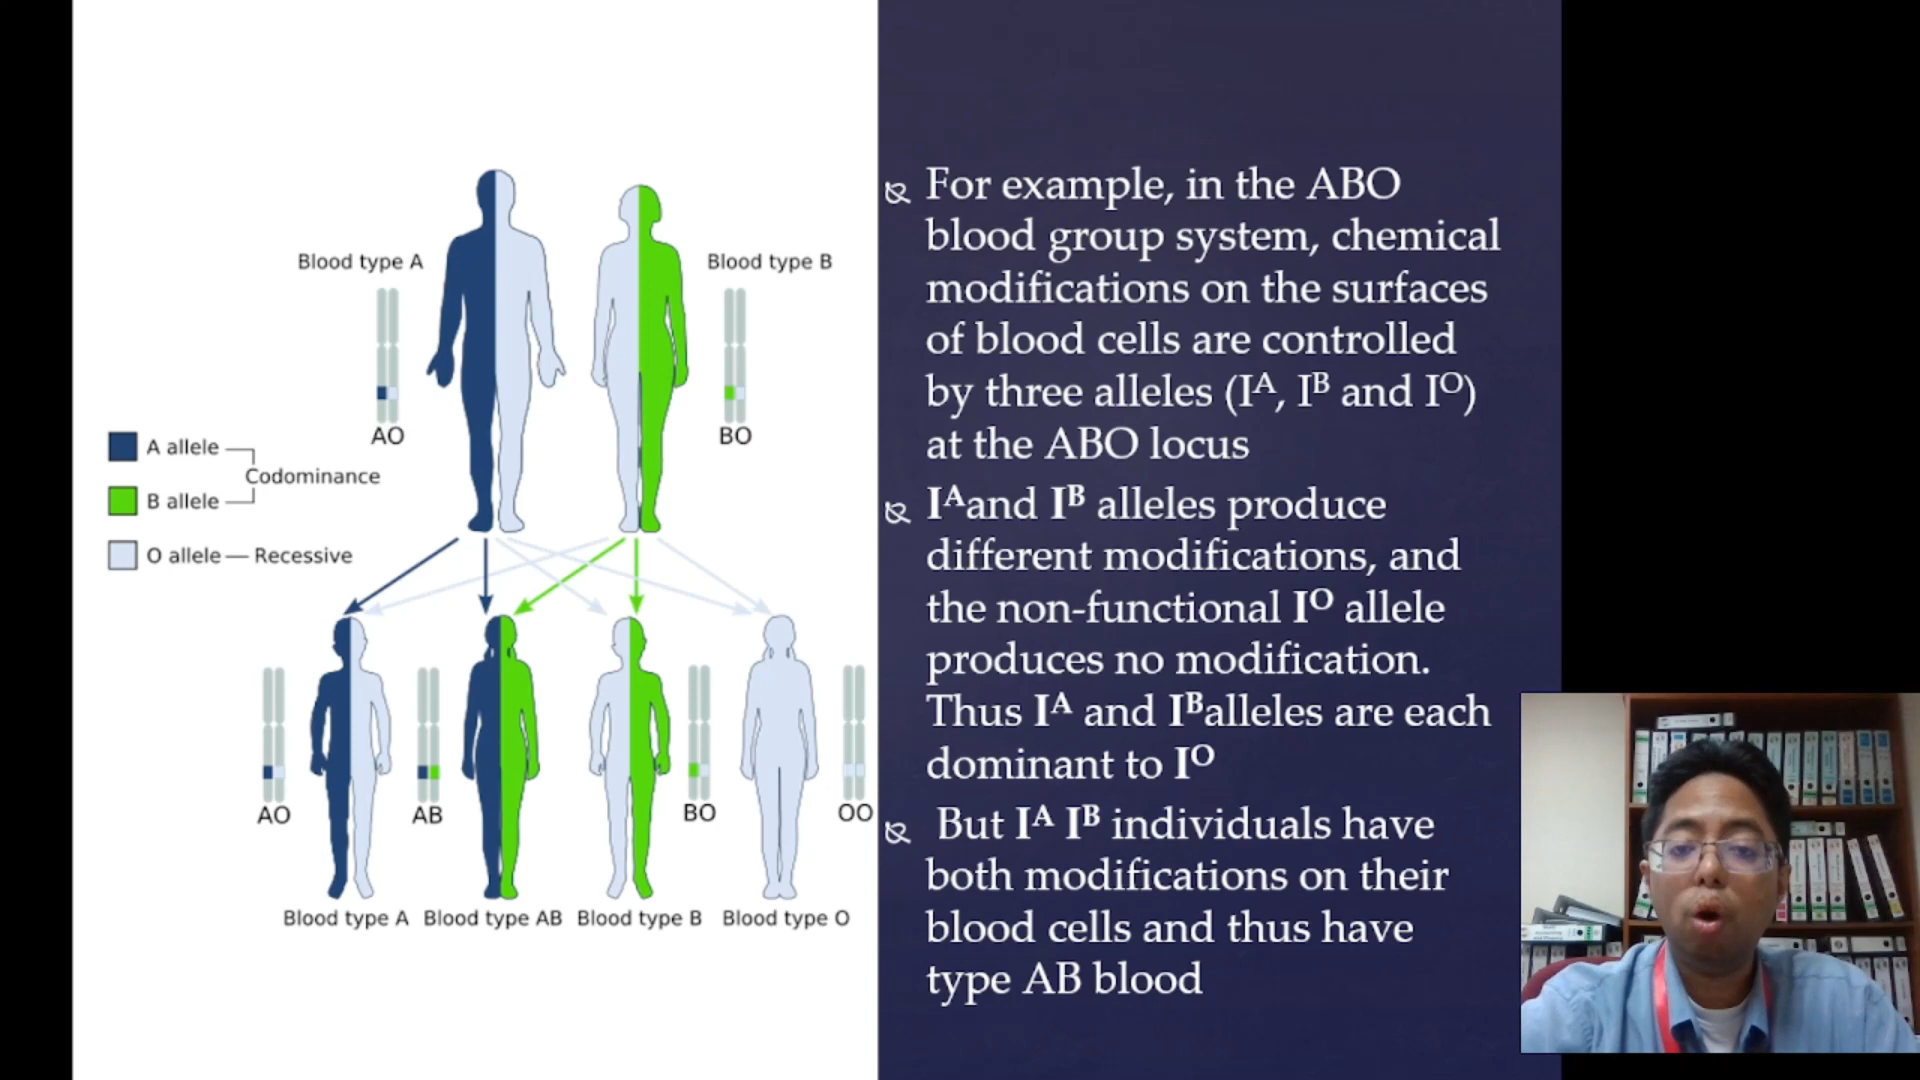 Blood type A
Blood type B
AO
BO
A allele
Codominance
B allele
O allele — Recessive
AO
AB
BO
OO
Blood type A
Blood type AB
Blood type B
Blood type O
For example, in the ABO
blood group system, chemical
modifications on the surfaces
of blood cells are controlled
by three alleles (Iᴬ, Iᴮ and Iᴼ)
at the ABO locus
Iᴬand Iᴮ alleles produce
different modifications, and
the non-functional Iᴼ allele
produces no modification.
Thus Iᴬ and Iᴮalleles are each
dominant to Iᴼ
But Iᴬ Iᴮ individuals have
both modifications on their
blood cells and thus have
type AB blood